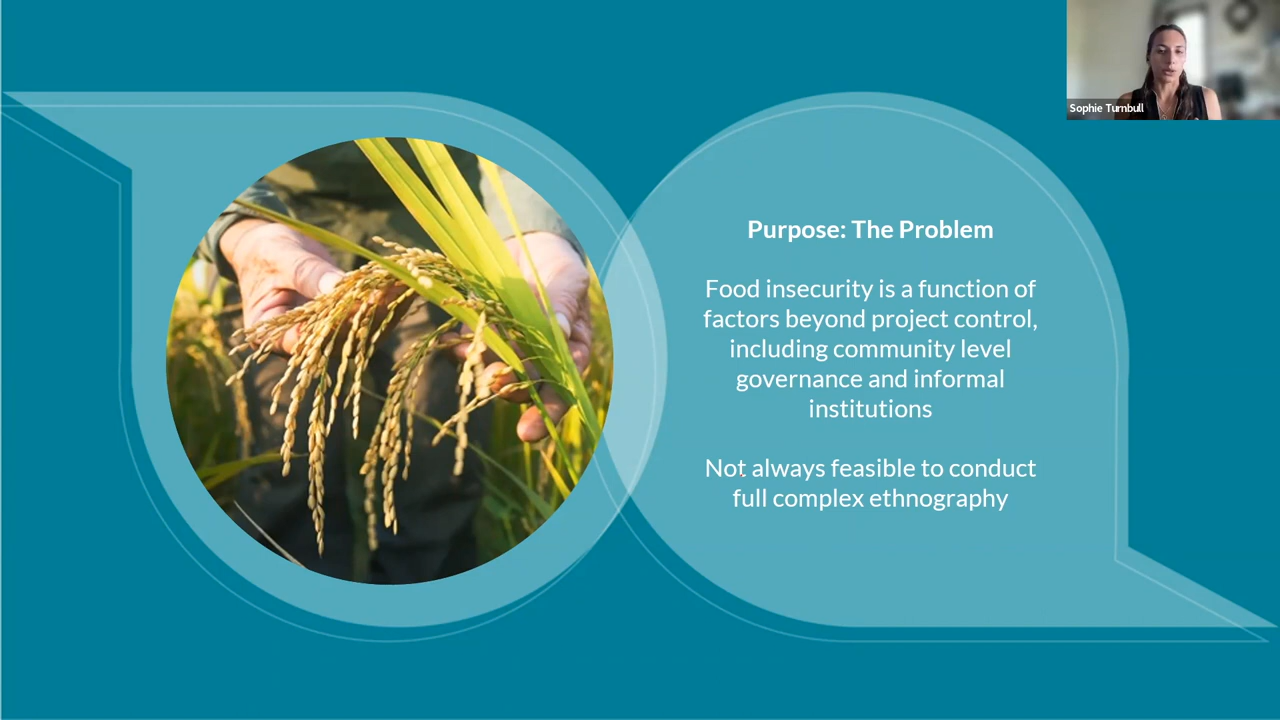 Sophie Turnbull
Purpose: The Problem
Food insecurity is a function of
factors beyond project control,
including community level
governance and informal
institutions
Not always feasible to conduct
full complex ethnography